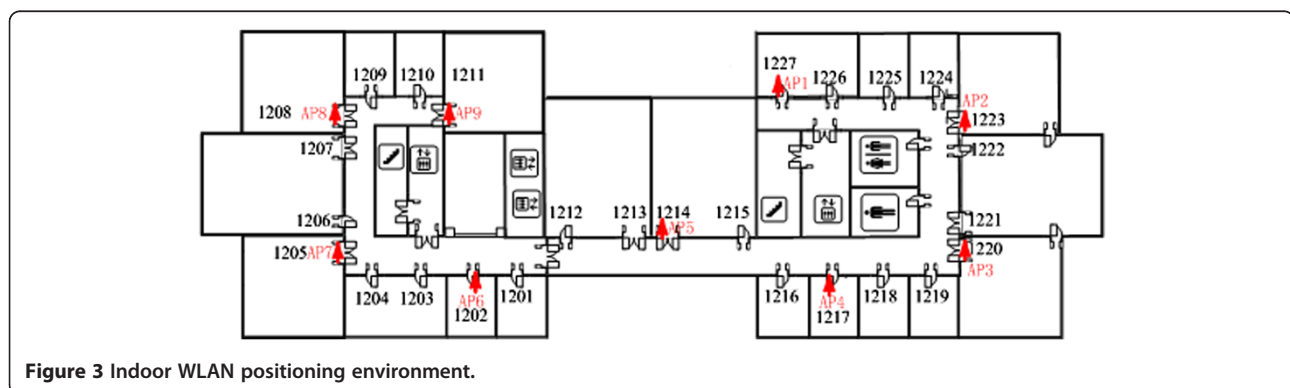 1209 1210 1211 1227 1226 1225 1224
AP1
1208 AP8 AP9 AP2
1223
1207 1222
1206 1212 1213 1214 1215 1221
AP5
1205 AP7 1220
AP3
1204 1203 AP6 1201 1216 AP4 1218 1219
1202 1217
Figure 3 Indoor WLAN positioning environment.